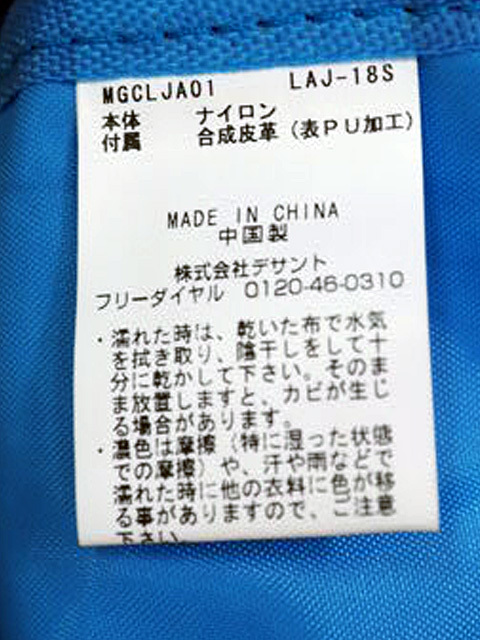 MGCLJA01 LAJ-18S
本体 ナイロン
付属 合成皮革（表PU加工）
MADE IN CHINA
中国製
株式会社デサント
フリーダイヤル 0120-46-0310
・濡れた時は、乾いた布で水気
を拭き取り、陰干しをして十
分に乾かして下さい。そのま
ま放置しますと、カビが生じ
る場合があります。
・濃色は摩擦（特に湿った状態
での摩擦）や、汗や雨などで
濡れた時に他の衣料に色が移
る事がありますので、ご注意
下さい。